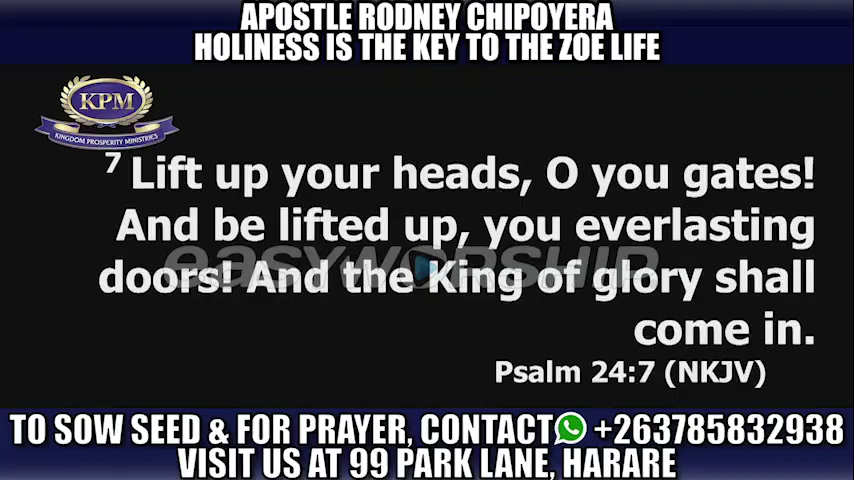 APOSTLE RODNEY CHIPOYERA
HOLINESS IS THE KEY TO THE ZOE LIFE
KPM
KINGDOM PROSPERITY MINISTRIES
7 Lift up your heads, O you gates!
And be lifted up, you everlasting
doors! And the King of glory shall
come in.
easyworship
Psalm 24:7 (NKJV)
TO SOW SEED & FOR PRAYER, CONTACT +263785832938
VISIT US AT 99 PARK LANE, HARARE